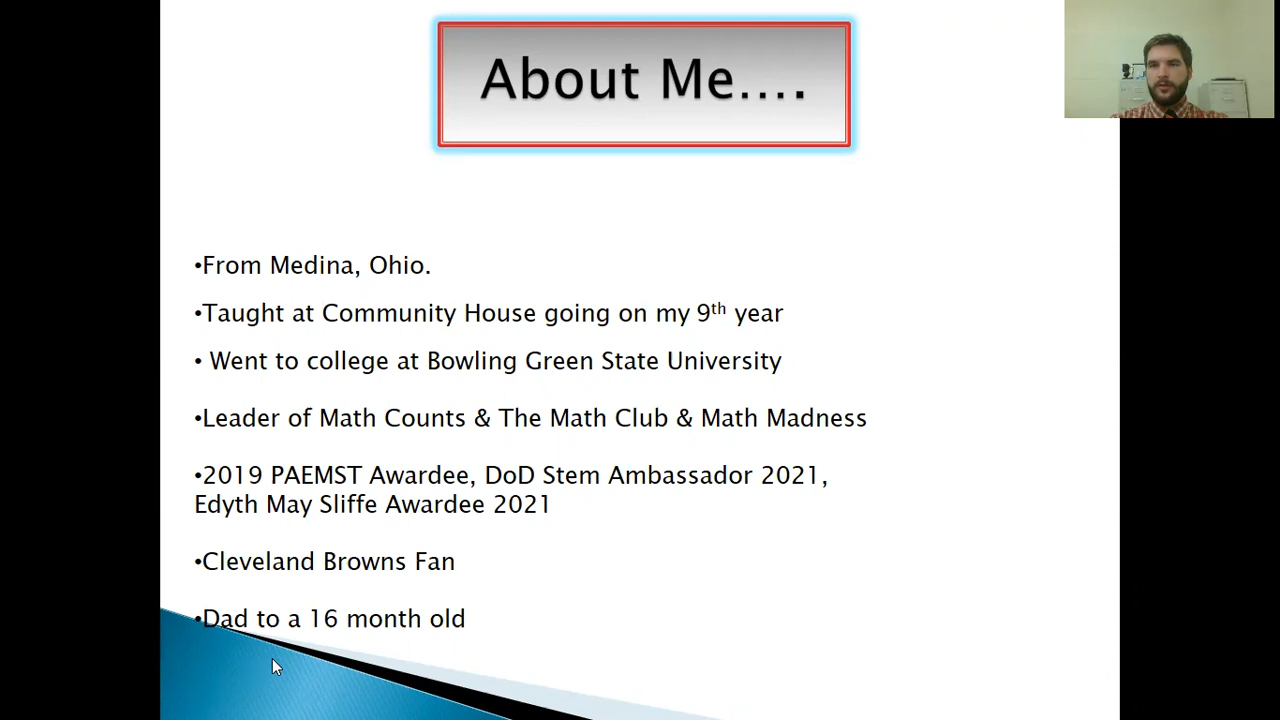 About Me....
•From Medina, Ohio.
•Taught at Community House going on my 9th year
• Went to college at Bowling Green State University
•Leader of Math Counts & The Math Club & Math Madness
•2019 PAEMST Awardee, DoD Stem Ambassador 2021,
Edyth May Sliffe Awardee 2021
•Cleveland Browns Fan
•Dad to a 16 month old